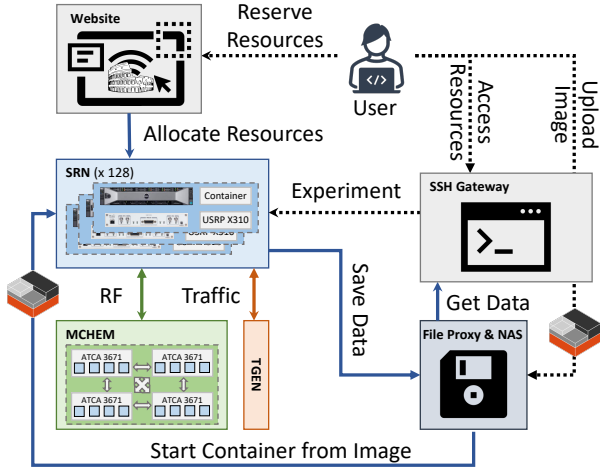 Website
Reserve
Resources
User
Access
Resources
Upload
Image
Allocate Resources
SRN (x 128)
Container
USRP X310
USRP X310
Experiment
SSH Gateway
RF
Traffic
Save Data
Get Data
MCHEM
ATCA 3671
ATCA 3671
ATCA 3671
ATCA 3671
TGEN
File Proxy & NAS
Start Container from Image